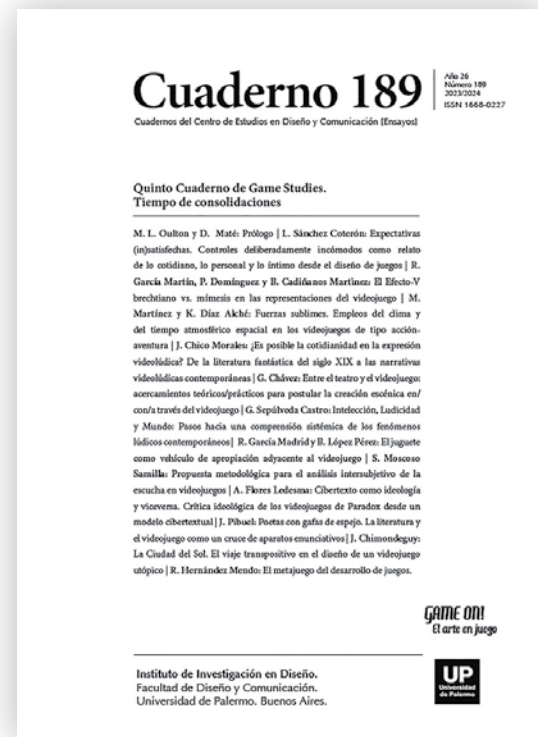 Cuaderno 189
Año 26
Número 189
2023/2024
ISSN 1668-0227
Cuadernos del Centro de Estudios en Diseño y Comunicación [Ensayos]
Quinto Cuaderno de Game Studies.
Tiempo de consolidaciones
M. L. Oulton y D. Maté: Prólogo | L. Sánchez Coterón: Expectativas
(in)satisfechas. Controles deliberadamente incómodos como relato
de lo cotidiano, lo personal y lo íntimo desde el diseño de juegos | R.
García Martín, P. Domínguez y B. Cadiñanos Martínez: El Efecto-V
brechtiano vs. mímesis en las representaciones del videojuego | M.
Martínez y K. Díaz Alché: Fuerzas sublimes. Empleos del clima y
del tiempo atmosférico espacial en los videojuegos de tipo acción-
aventura | J. Chico Morales: ¿Es posible la cotidianidad en la expresión
videolúdica? De la literatura fantástica del siglo XIX a las narrativas
videolúdicas contemporáneas | G. Chávez: Entre el teatro y el videojuego:
acercamientos teóricos/prácticos para postular la creación escénica en/
con/a través del videojuego | G. Sepúlveda Castro: Intelección, Ludicidad
y Mundo: Pasos hacia una comprensión sistémica de los fenómenos
lúdicos contemporáneos| R. García Madrid y B. López Pérez: El juguete
como vehículo de apropiación adyacente al videojuego | S. Moscoso
Samilla: Propuesta metodológica para el análisis intersubjetivo de la
escucha en videojuegos | A. Flores Ledesma: Cibertexto como ideología
y viceversa. Crítica ideológica de los videojuegos de Paradox desde un
modelo cibertextual | J. Pibuel: Poetas con gafas de espejo. La literatura y
el videojuego como un cruce de aparatos enunciativos | J. Chimondeguy:
La Ciudad del Sol. El viaje transpositivo en el diseño de un videojuego
utópico | R. Hernández Mendo: El metajuego del desarrollo de juegos.
GAME ON!
El arte en juego
Instituto de Investigación en Diseño.
Facultad de Diseño y Comunicación.
Universidad de Palermo. Buenos Aires.
UP
Universidad
de Palermo